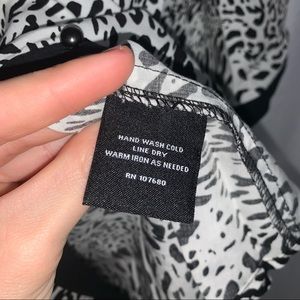 HAND WASH COLD
LINE DRY
WARM IRON AS NEEDED
RN 107680